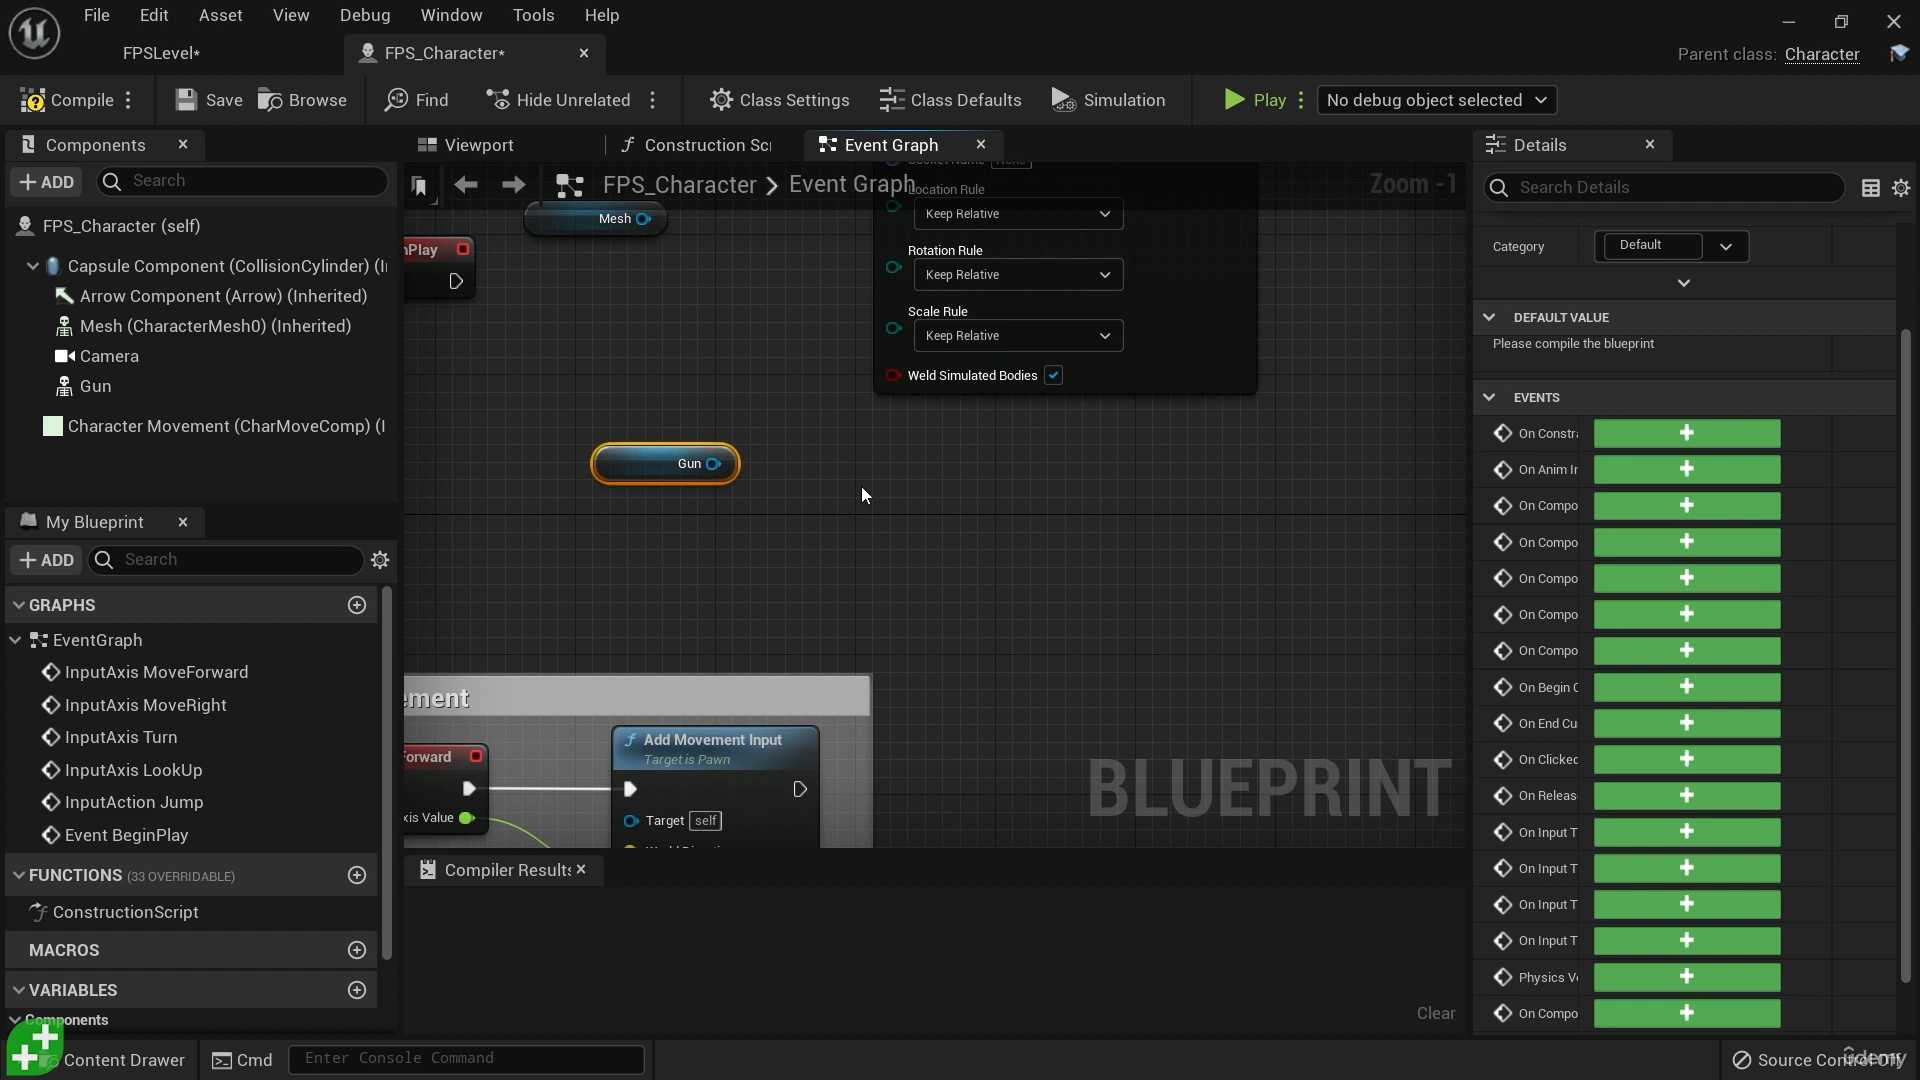 File Edit Asset View Debug Window Tools Help
FPSLevel*
FPS_Character*
Parent class: Character
Compile
Save
Browse
Find
Hide Unrelated
Class Settings
Class Defaults
Simulation
Play
No debug object selected
Components
+ ADD
Search
FPS_Character (self)
Capsule Component (CollisionCylinder) (I
Arrow Component (Arrow) (Inherited)
Mesh (CharacterMesh0) (Inherited)
Camera
Gun
Character Movement (CharMoveComp) (I
My Blueprint
+ ADD
Search
GRAPHS
EventGraph
InputAxis MoveForward
InputAxis MoveRight
InputAxis Turn
InputAxis LookUp
InputAction Jump
Event BeginPlay
FUNCTIONS (33 OVERRIDABLE)
ConstructionScript
MACROS
VARIABLES
Components
Viewport
Construction Sc
Event Graph
FPS_Character > Event Graph
Zoom -1
Location Rule
Keep Relative
Rotation Rule
Keep Relative
Scale Rule
Keep Relative
Weld Simulated Bodies
Mesh
nPlay
Gun
ement
orward
xis Value
Add Movement Input
Target is Pawn
Target self
BLUEPRINT
Compiler Results
Clear
Details
Search Details
Category Default
DEFAULT VALUE
Please compile the blueprint
EVENTS
On Constr
On Anim Ir
On Compo
On Compo
On Compo
On Compo
On Compo
On Begin C
On End Cu
On Clicked
On Releas
On Input T
On Input T
On Input T
On Input T
Physics V
On Compo
Content Drawer
Cmd
Enter Console Command
Source Control Off
ûdemy